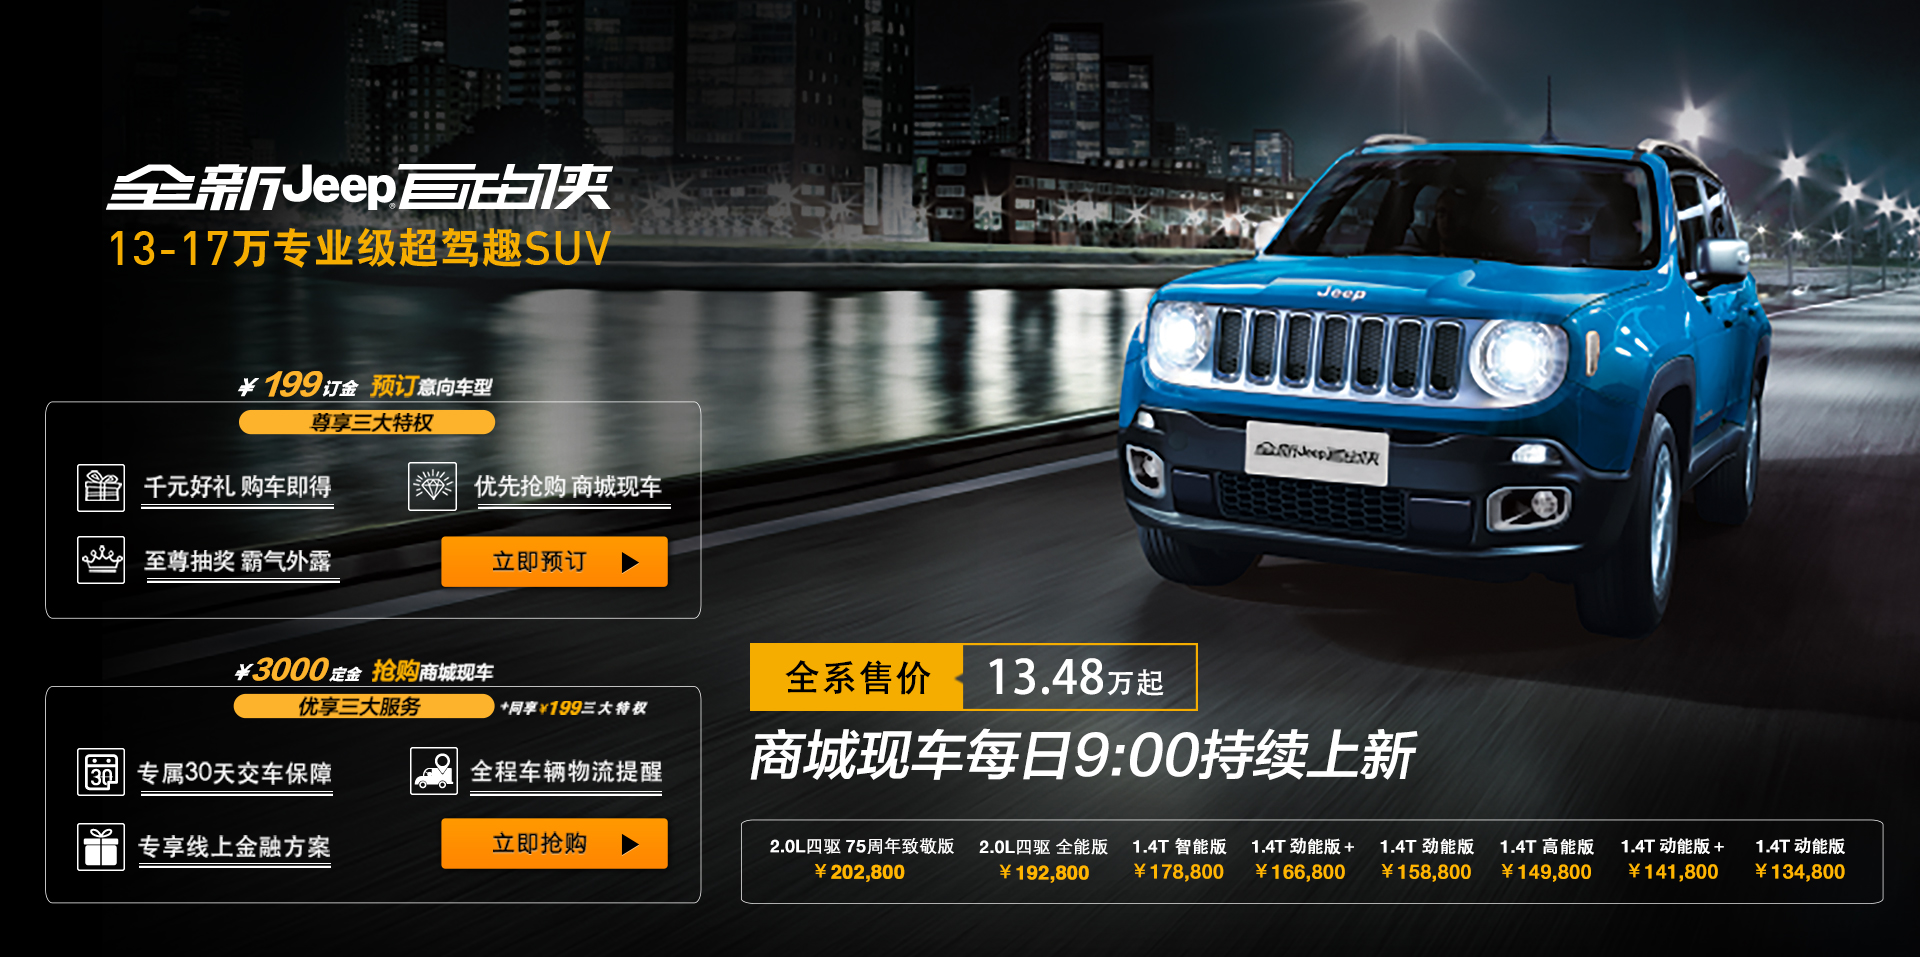 全新Jeep®自由侠
13-17万专业级超驾趣SUV
¥ 199订金 预订意向车型
尊享三大特权
千元好礼 购车即得
优先抢购 商城现车
至尊抽奖 霸气外露
立即预订
¥3000定金 抢购商城现车
优享三大服务
+同享¥199三大特权
专属30天交车保障
全程车辆物流提醒
专享线上金融方案
立即抢购
Jeep
全新Jeep自由侠
全系售价 13.48万起
商城现车每日9:00持续上新
2.0L四驱 75周年致敬版 2.0L四驱 全能版 1.4T 智能版 1.4T 劲能版+ 1.4T 劲能版 1.4T 高能版 1.4T 动能版+ 1.4T 动能版
¥202,800 ¥192,800 ¥178,800 ¥166,800 ¥158,800 ¥149,800 ¥141,800 ¥134,800